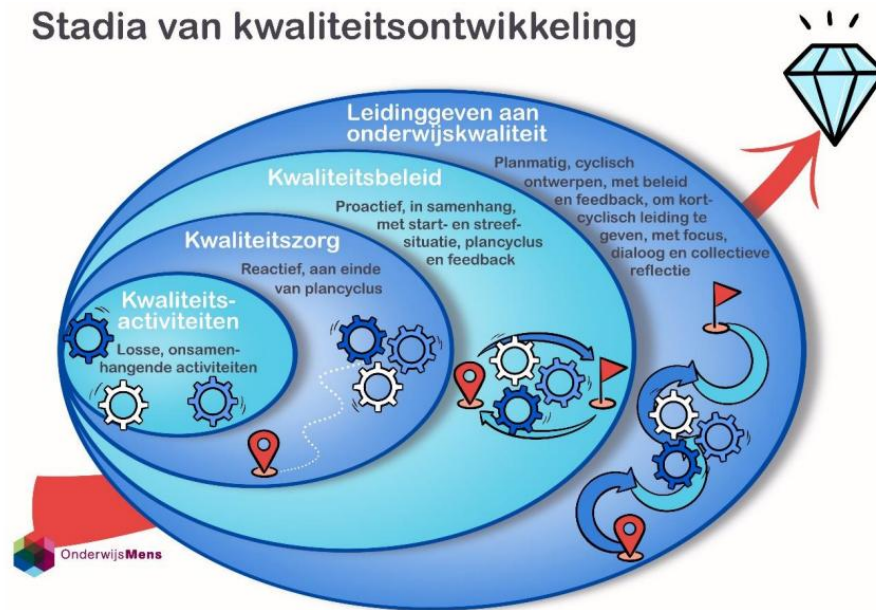 Stadia van kwaliteitsontwikkeling
Leidinggeven aan
onderwijskwaliteit
Planmatig, cyclisch
ontwerpen, met beleid
en feedback, om kort-
cyclisch leiding te
geven, met focus,
dialoog en collectieve
reflectie
Kwaliteitsbeleid
Proactief, in samenhang,
met start- en streef-
situatie, plancyclus
en feedback
Kwaliteitszorg
Reactief, aan einde
van plancyclus
Kwaliteits-
activiteiten
Losse, onsamen-
hangende activiteiten
OnderwijsMens